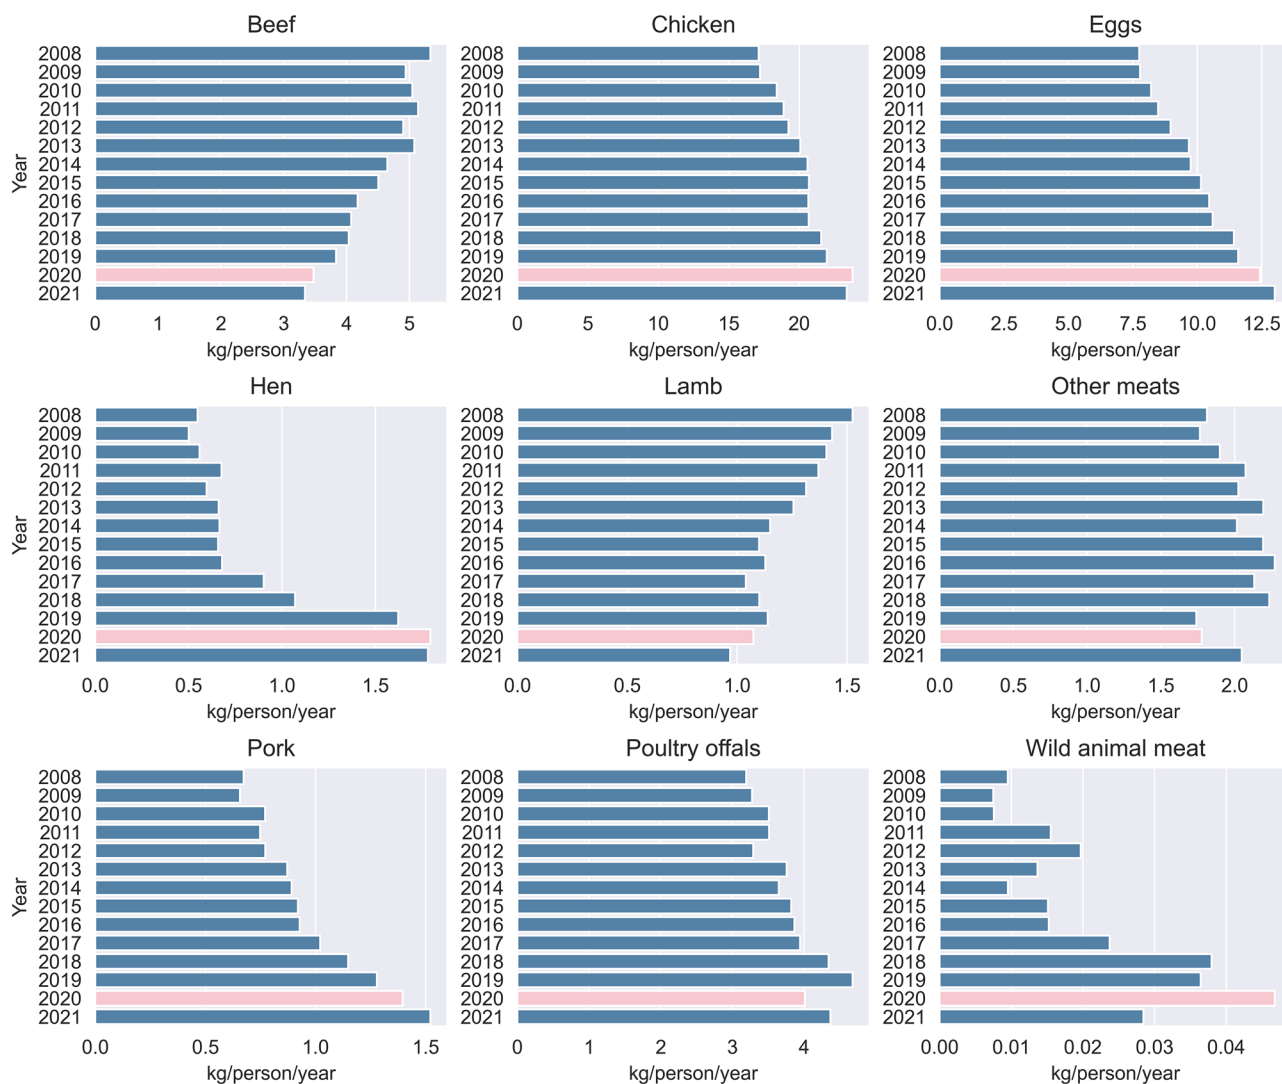 Beef Chicken Eggs
2008 2008 2008
2009 2009 2009
2010 2010 2010
2011 2011 2011
2012 2012 2012
2013 2013 2013
2014 2014 2014
Year 2015 2015 2015
2016 2016 2016
2017 2017 2017
2018 2018 2018
2019 2019 2019
2020 2020 2020
2021 2021 2021
0 1 2 3 4 5 0 5 10 15 20 0.0 2.5 5.0 7.5 10.0 12.5
kg/person/year kg/person/year kg/person/year
Hen Lamb Other meats
2008 2008 2008
2009 2009 2009
2010 2010 2010
2011 2011 2011
2012 2012 2012
2013 2013 2013
2014 2014 2014
Year 2015 2015 2015
2016 2016 2016
2017 2017 2017
2018 2018 2018
2019 2019 2019
2020 2020 2020
2021 2021 2021
0.0 0.5 1.0 1.5 0.0 0.5 1.0 1.5 0.0 0.5 1.0 1.5 2.0
kg/person/year kg/person/year kg/person/year
Pork Poultry offals Wild animal meat
2008 2008 2008
2009 2009 2009
2010 2010 2010
2011 2011 2011
2012 2012 2012
2013 2013 2013
2014 2014 2014
Year 2015 2015 2015
2016 2016 2016
2017 2017 2017
2018 2018 2018
2019 2019 2019
2020 2020 2020
2021 2021 2021
0.0 0.5 1.0 1.5 0 1 2 3 4 0.00 0.01 0.02 0.03 0.04
kg/person/year kg/person/year kg/person/year